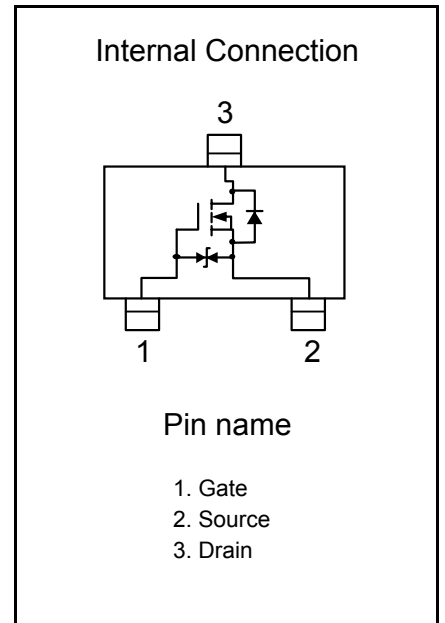 Internal Connection
3
1 2
Pin name
1. Gate
2. Source
3. Drain